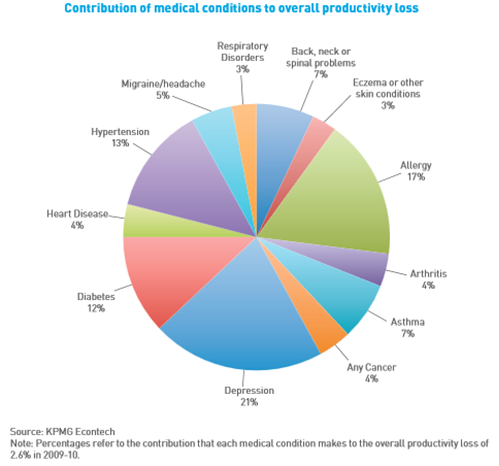 Contribution of medical conditions to overall productivity loss
Respiratory
Disorders
3%
Back, neck or
spinal problems
7%
Eczema or other
skin conditions
3%
Migraine/headache
5%
Hypertension
13%
Allergy
17%
Heart Disease
4%
Arthritis
4%
Diabetes
12%
Asthma
7%
Any Cancer
4%
Depression
21%
Source: KPMG Econtech
Note: Percentages refer to the contribution that each medical condition makes to the overall productivity loss of
2.6% in 2009-10.